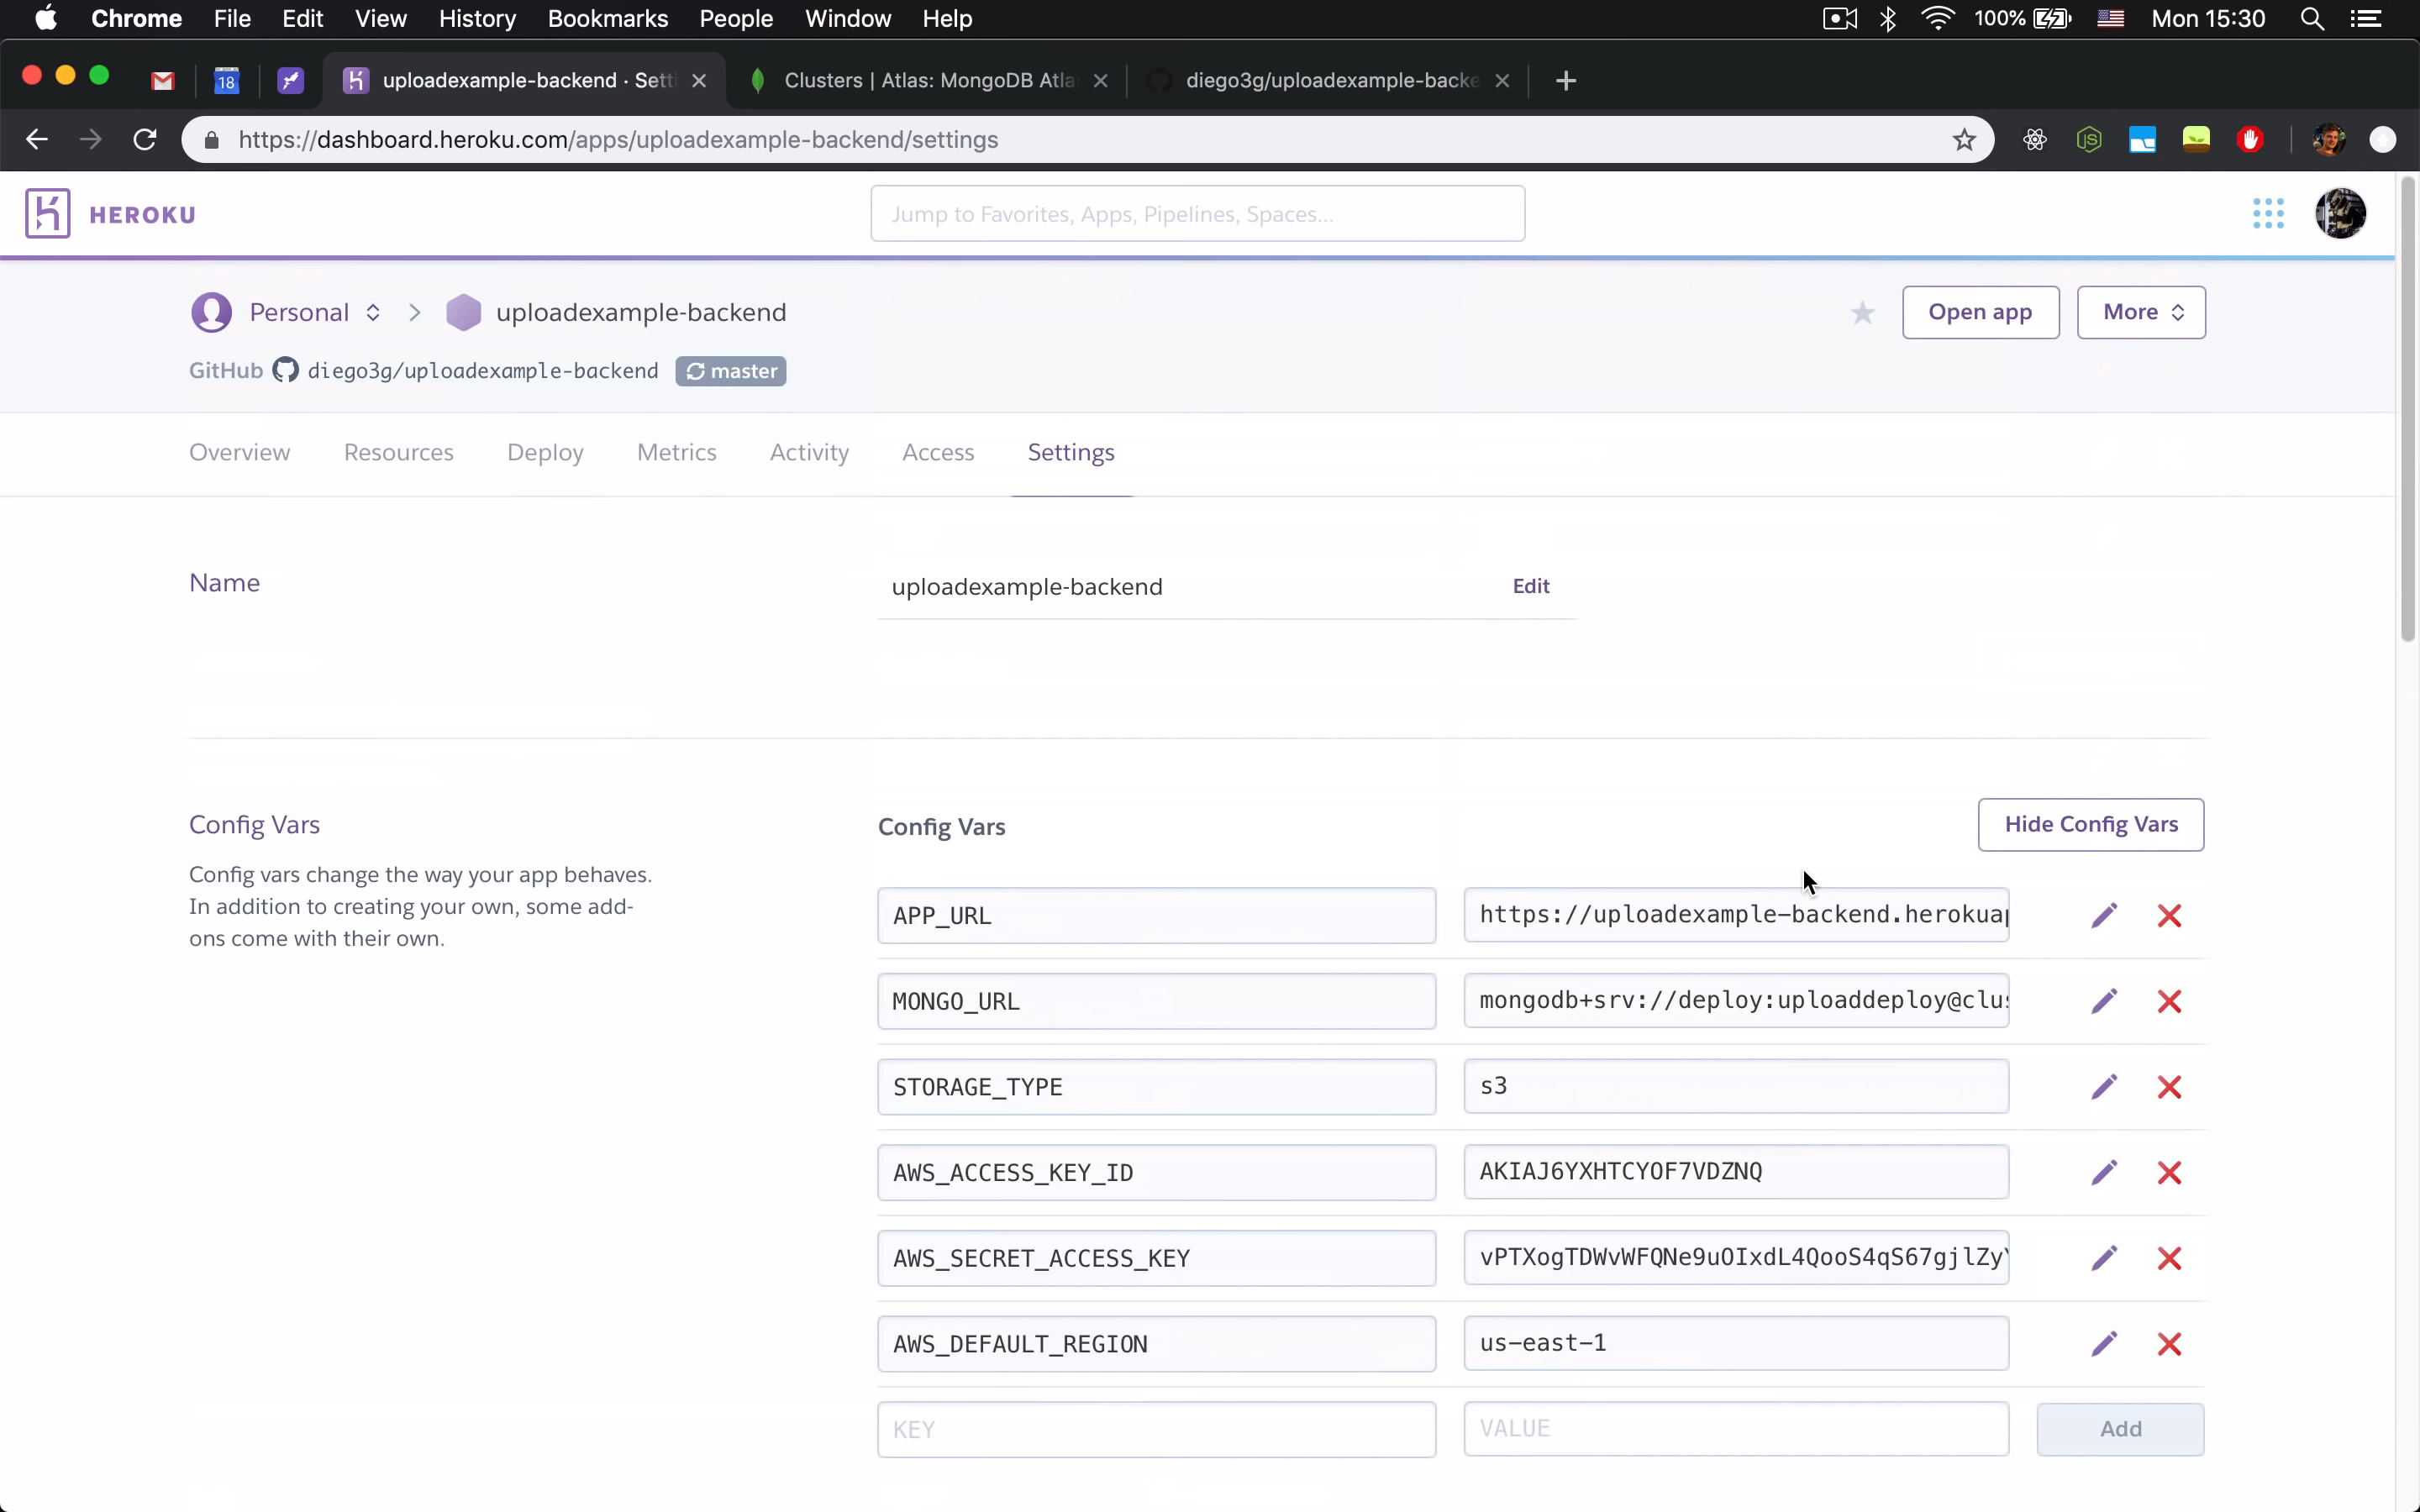 Chrome File Edit View History Bookmarks People Window Help 100% Mon 15:30
18 uploadexample-backend · Setti Clusters | Atlas: MongoDB Atla diego3g/uploadexample-backe
https://dashboard.heroku.com/apps/uploadexample-backend/settings
HEROKU
Jump to Favorites, Apps, Pipelines, Spaces...
Personal uploadexample-backend
Open app More
GitHub diego3g/uploadexample-backend master
Overview Resources Deploy Metrics Activity Access Settings
Name uploadexample-backend Edit
Config Vars
Config vars change the way your app behaves.
In addition to creating your own, some add-
ons come with their own.
Config Vars Hide Config Vars
APP_URL https://uploadexample-backend.herokuap
MONGO_URL mongodb+srv://deploy:uploaddeploy@clus
STORAGE_TYPE s3
AWS_ACCESS_KEY_ID AKIAJ6YXHTCYOF7VDZNQ
AWS_SECRET_ACCESS_KEY vPTXogTDWvWFQNe9uOIxdL4QooS4qS67gjlZyY
AWS_DEFAULT_REGION us-east-1
KEY VALUE Add